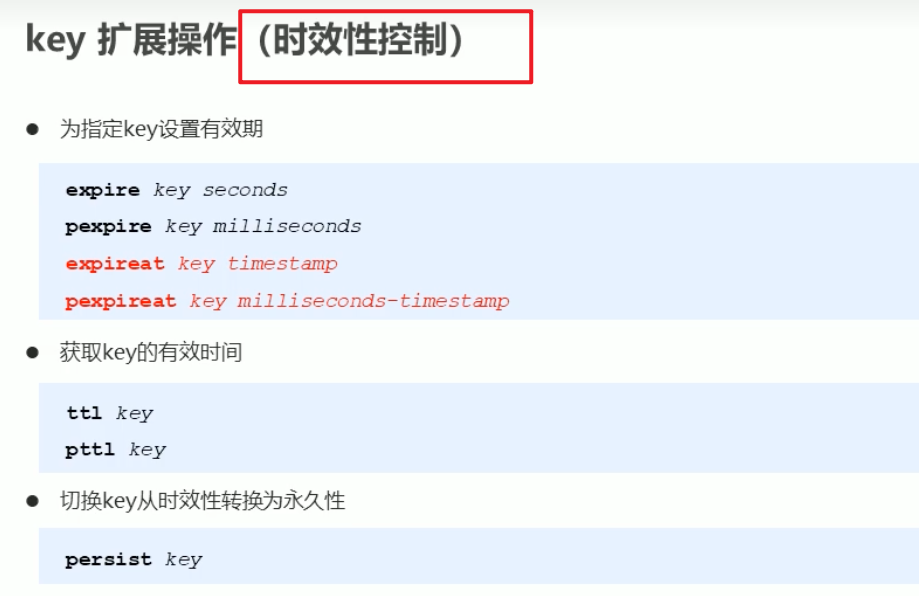 key 扩展操作（时效性控制）
● 为指定key设置有效期
expire key seconds
pexpire key milliseconds
expireat key timestamp
pexpireat key milliseconds-timestamp
● 获取key的有效时间
ttl key
pttl key
● 切换key从时效性转换为永久性
persist key